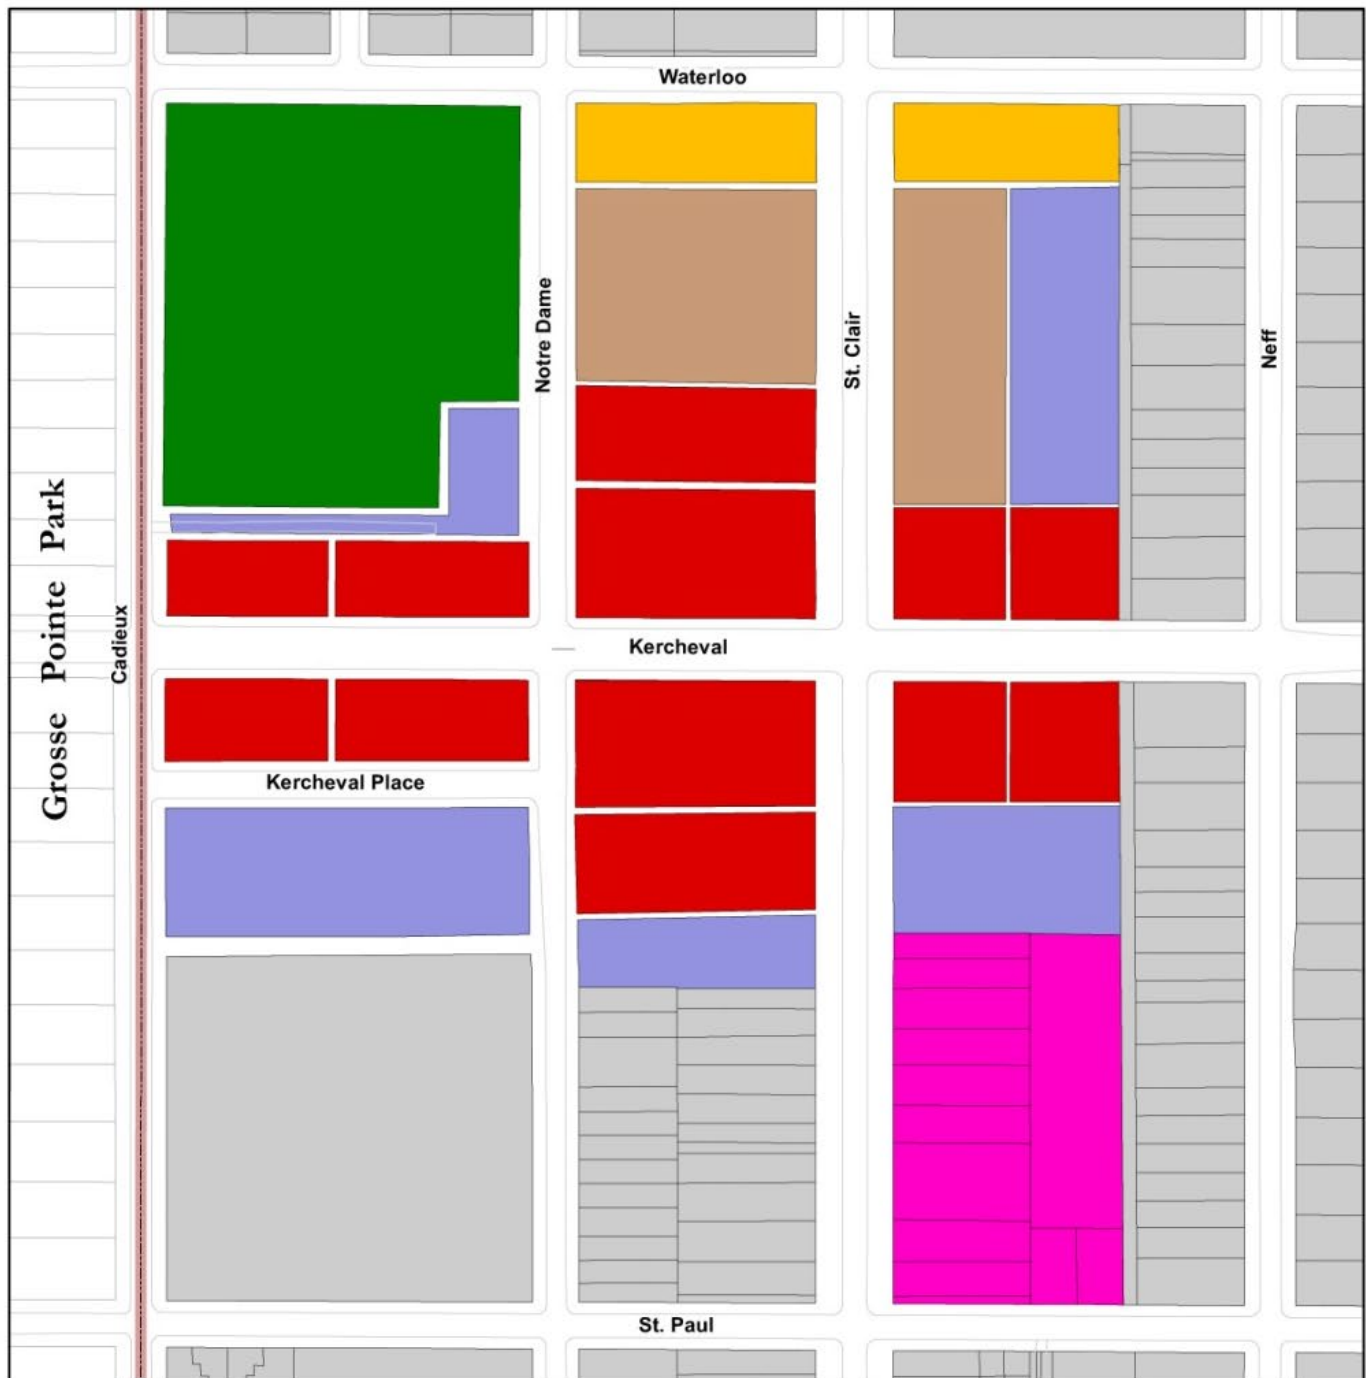 Waterloo
Notre Dame
St. Clair
Neff
Grosse Pointe Park
Cadieux
Kercheval
Kercheval Place
St. Paul